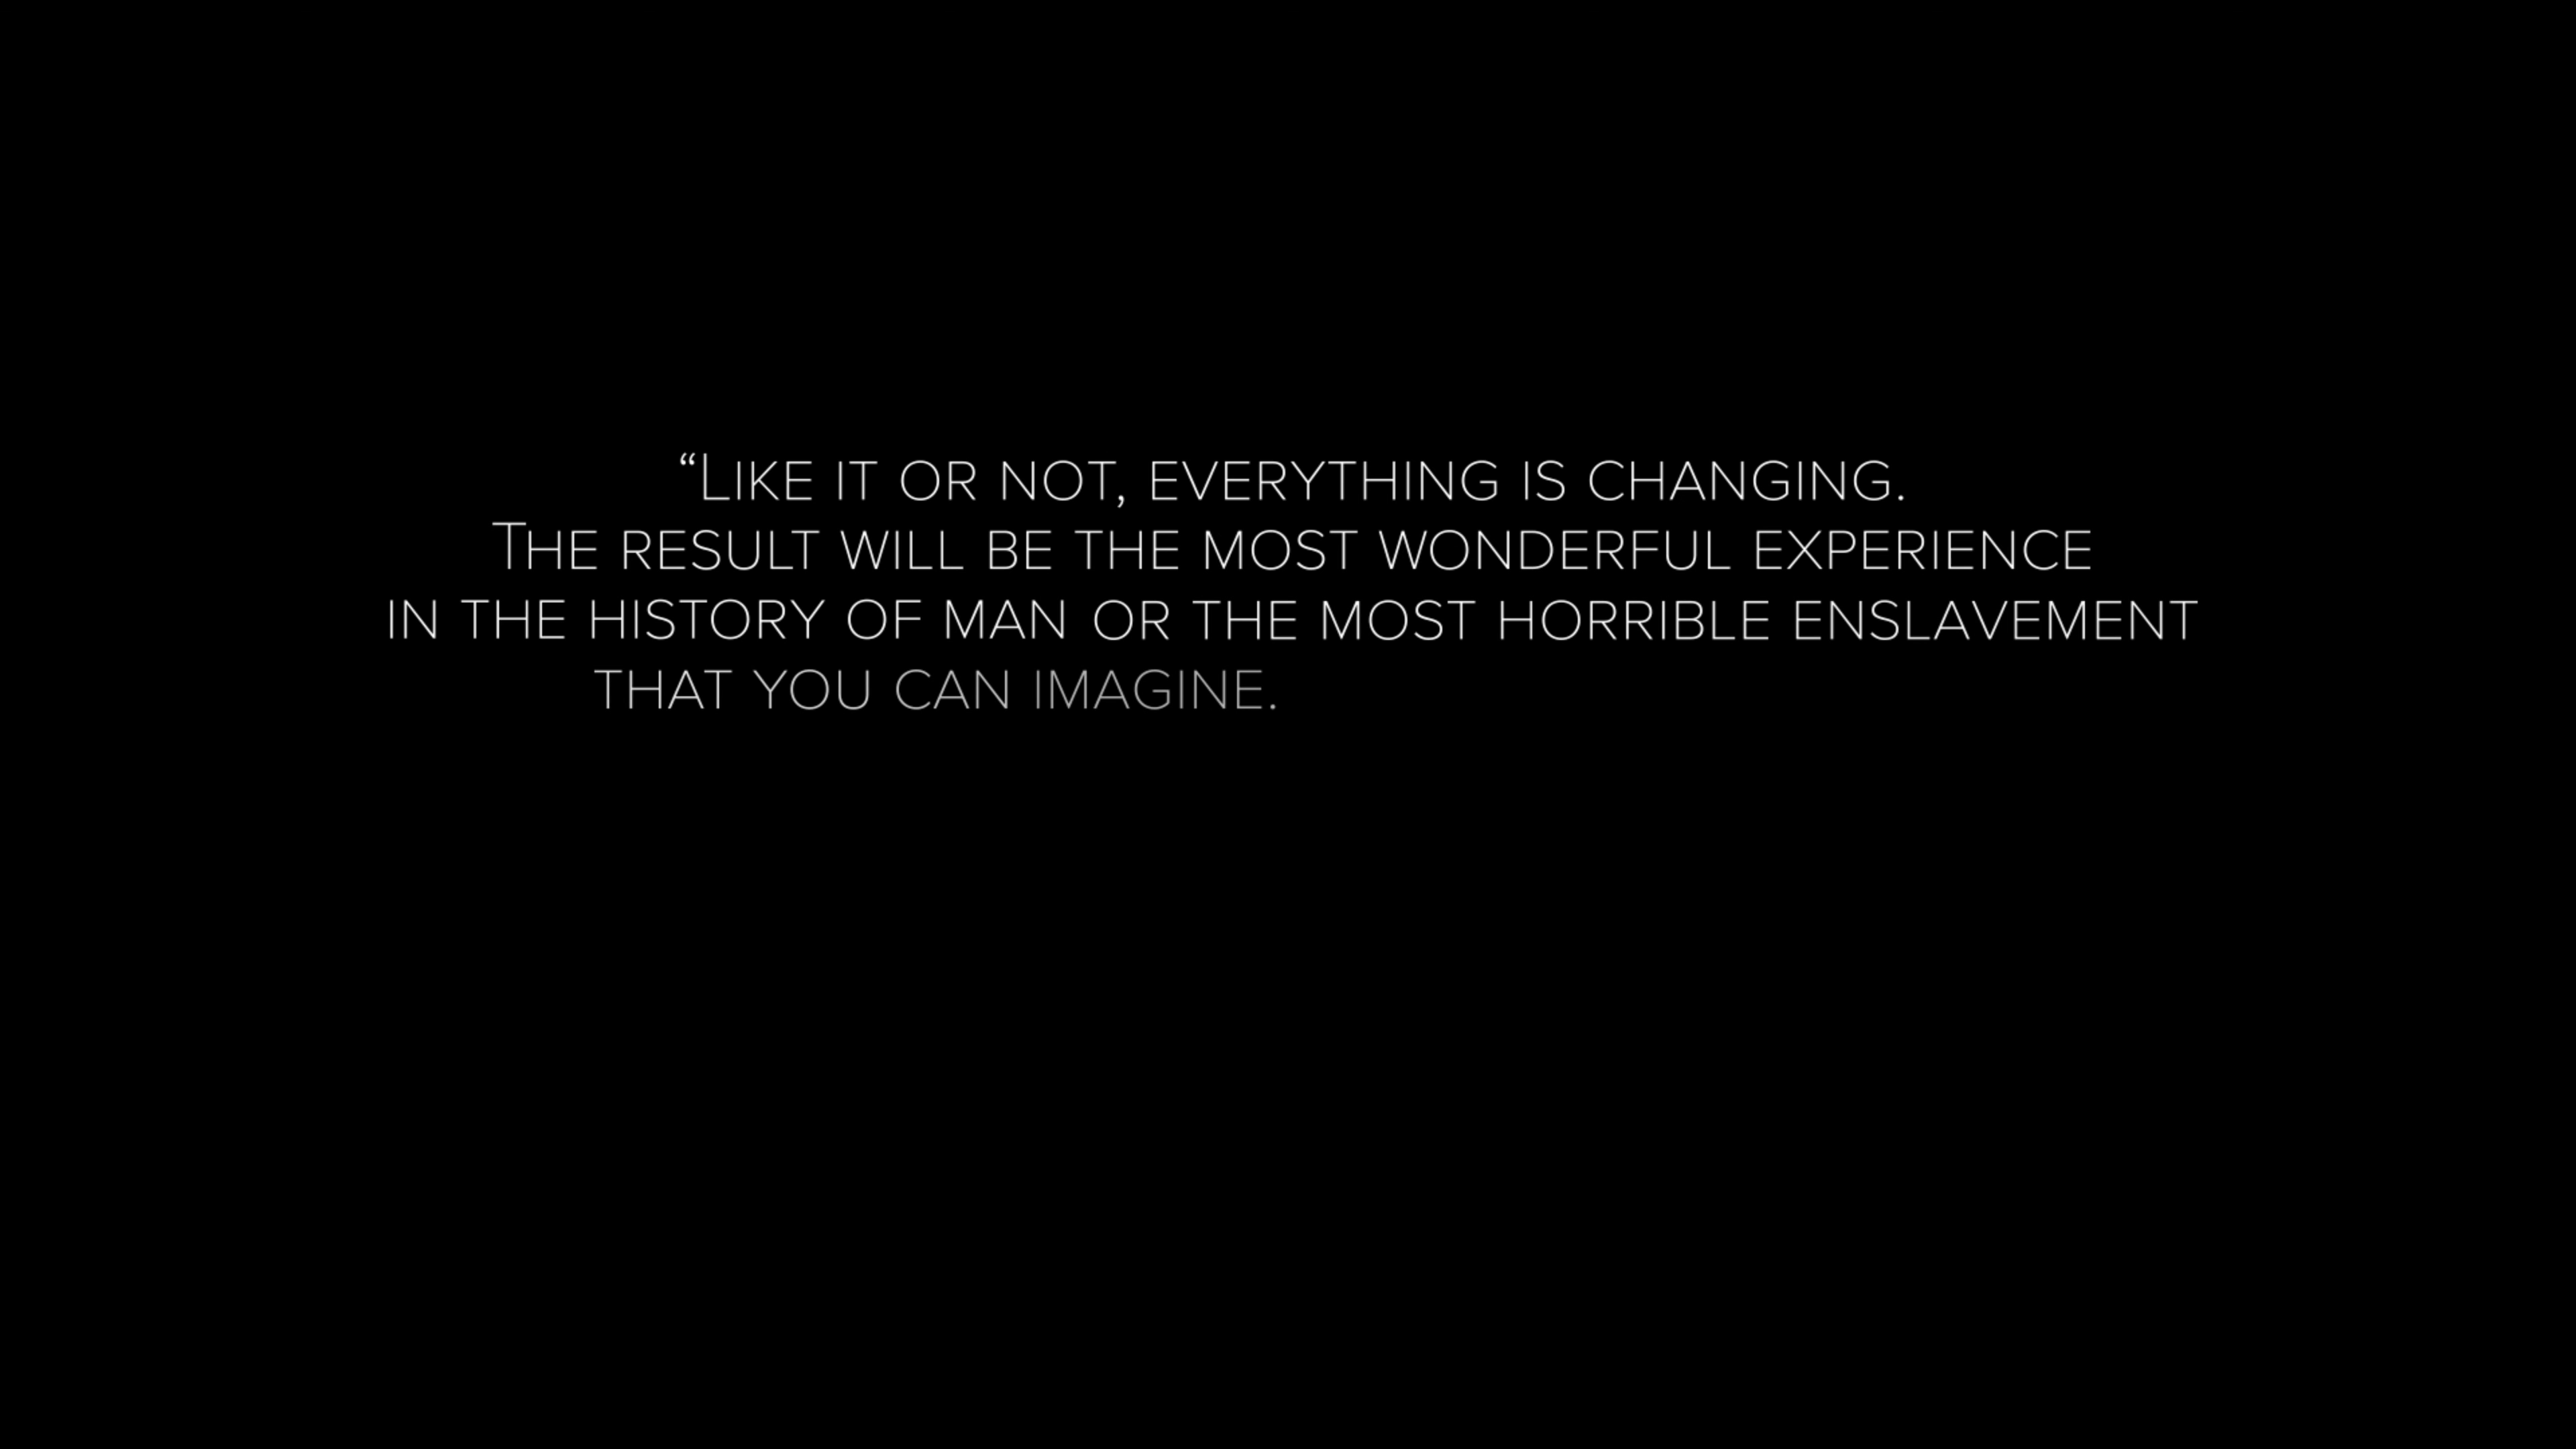 “Like it or not, everything is changing.
The result will be the most wonderful experience
in the history of man or the most horrible enslavement
that you can imagine.